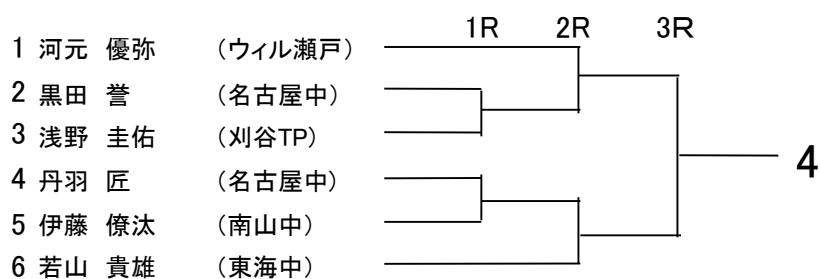 1R 2R 3R
1 河元 優弥 （ウィル瀬戸）
2 黒田 誉 （名古屋中）
3 浅野 圭佑 （刈谷TP）
4 丹羽 匠 （名古屋中）
4
5 伊藤 僚汰 （南山中）
6 若山 貴雄 （東海中）